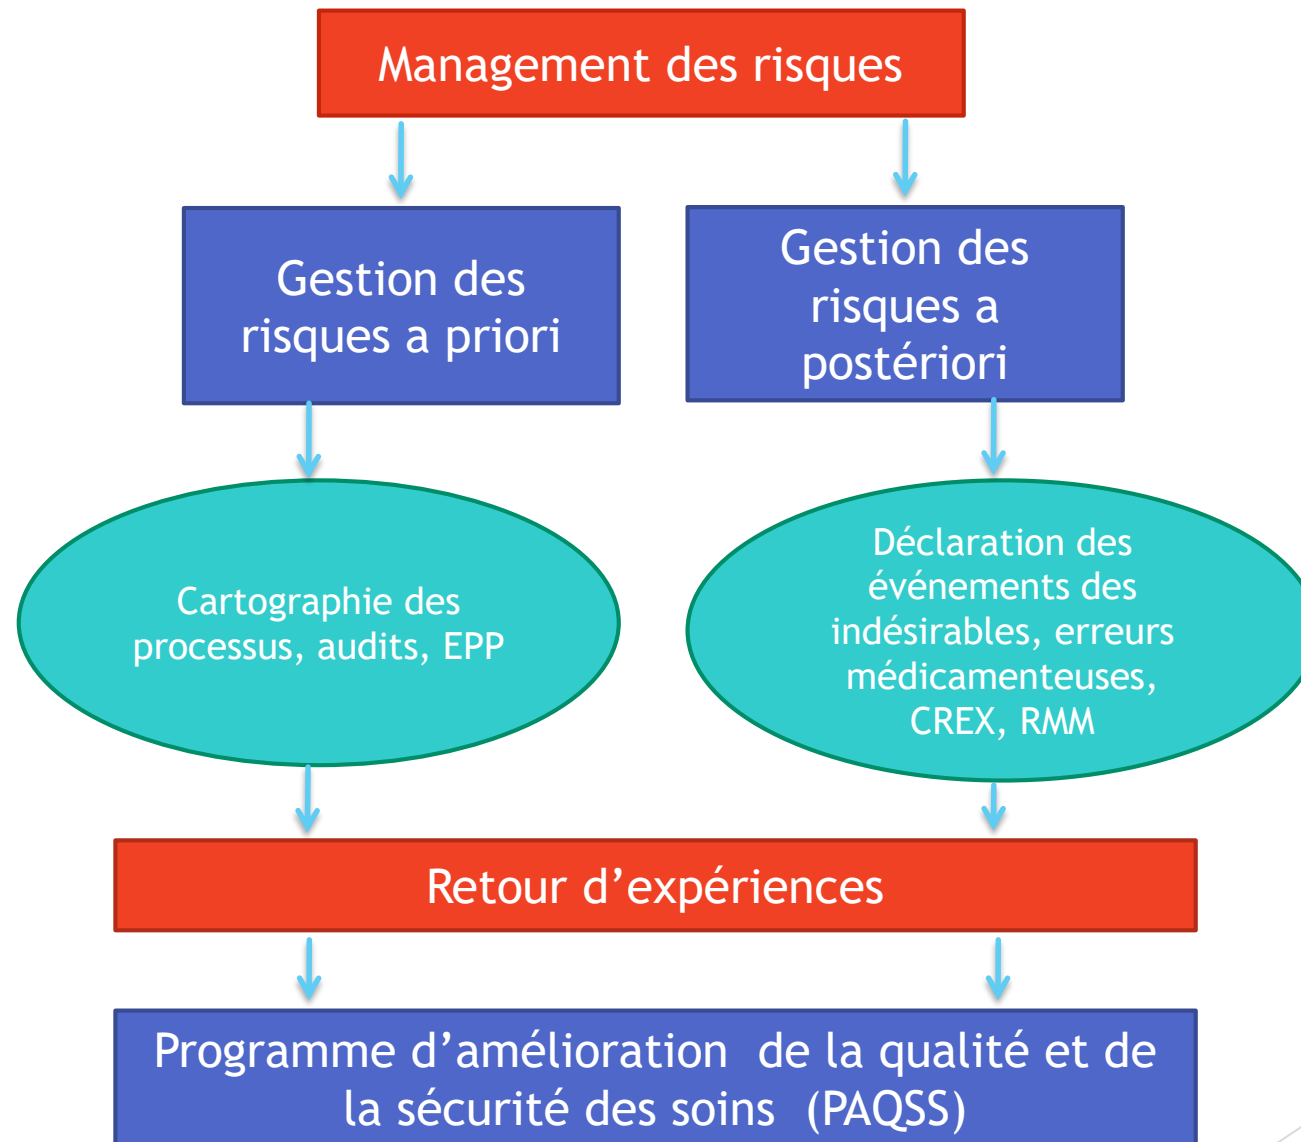 Management des risques
Gestion des
risques a priori
Gestion des
risques a
postériori
Cartographie des
processus, audits, EPP
Déclaration des
événements des
indésirables, erreurs
médicamenteuses,
CREX, RMM
Retour d’expériences
Programme d’amélioration  de la qualité et de
la sécurité des soins  (PAQSS)